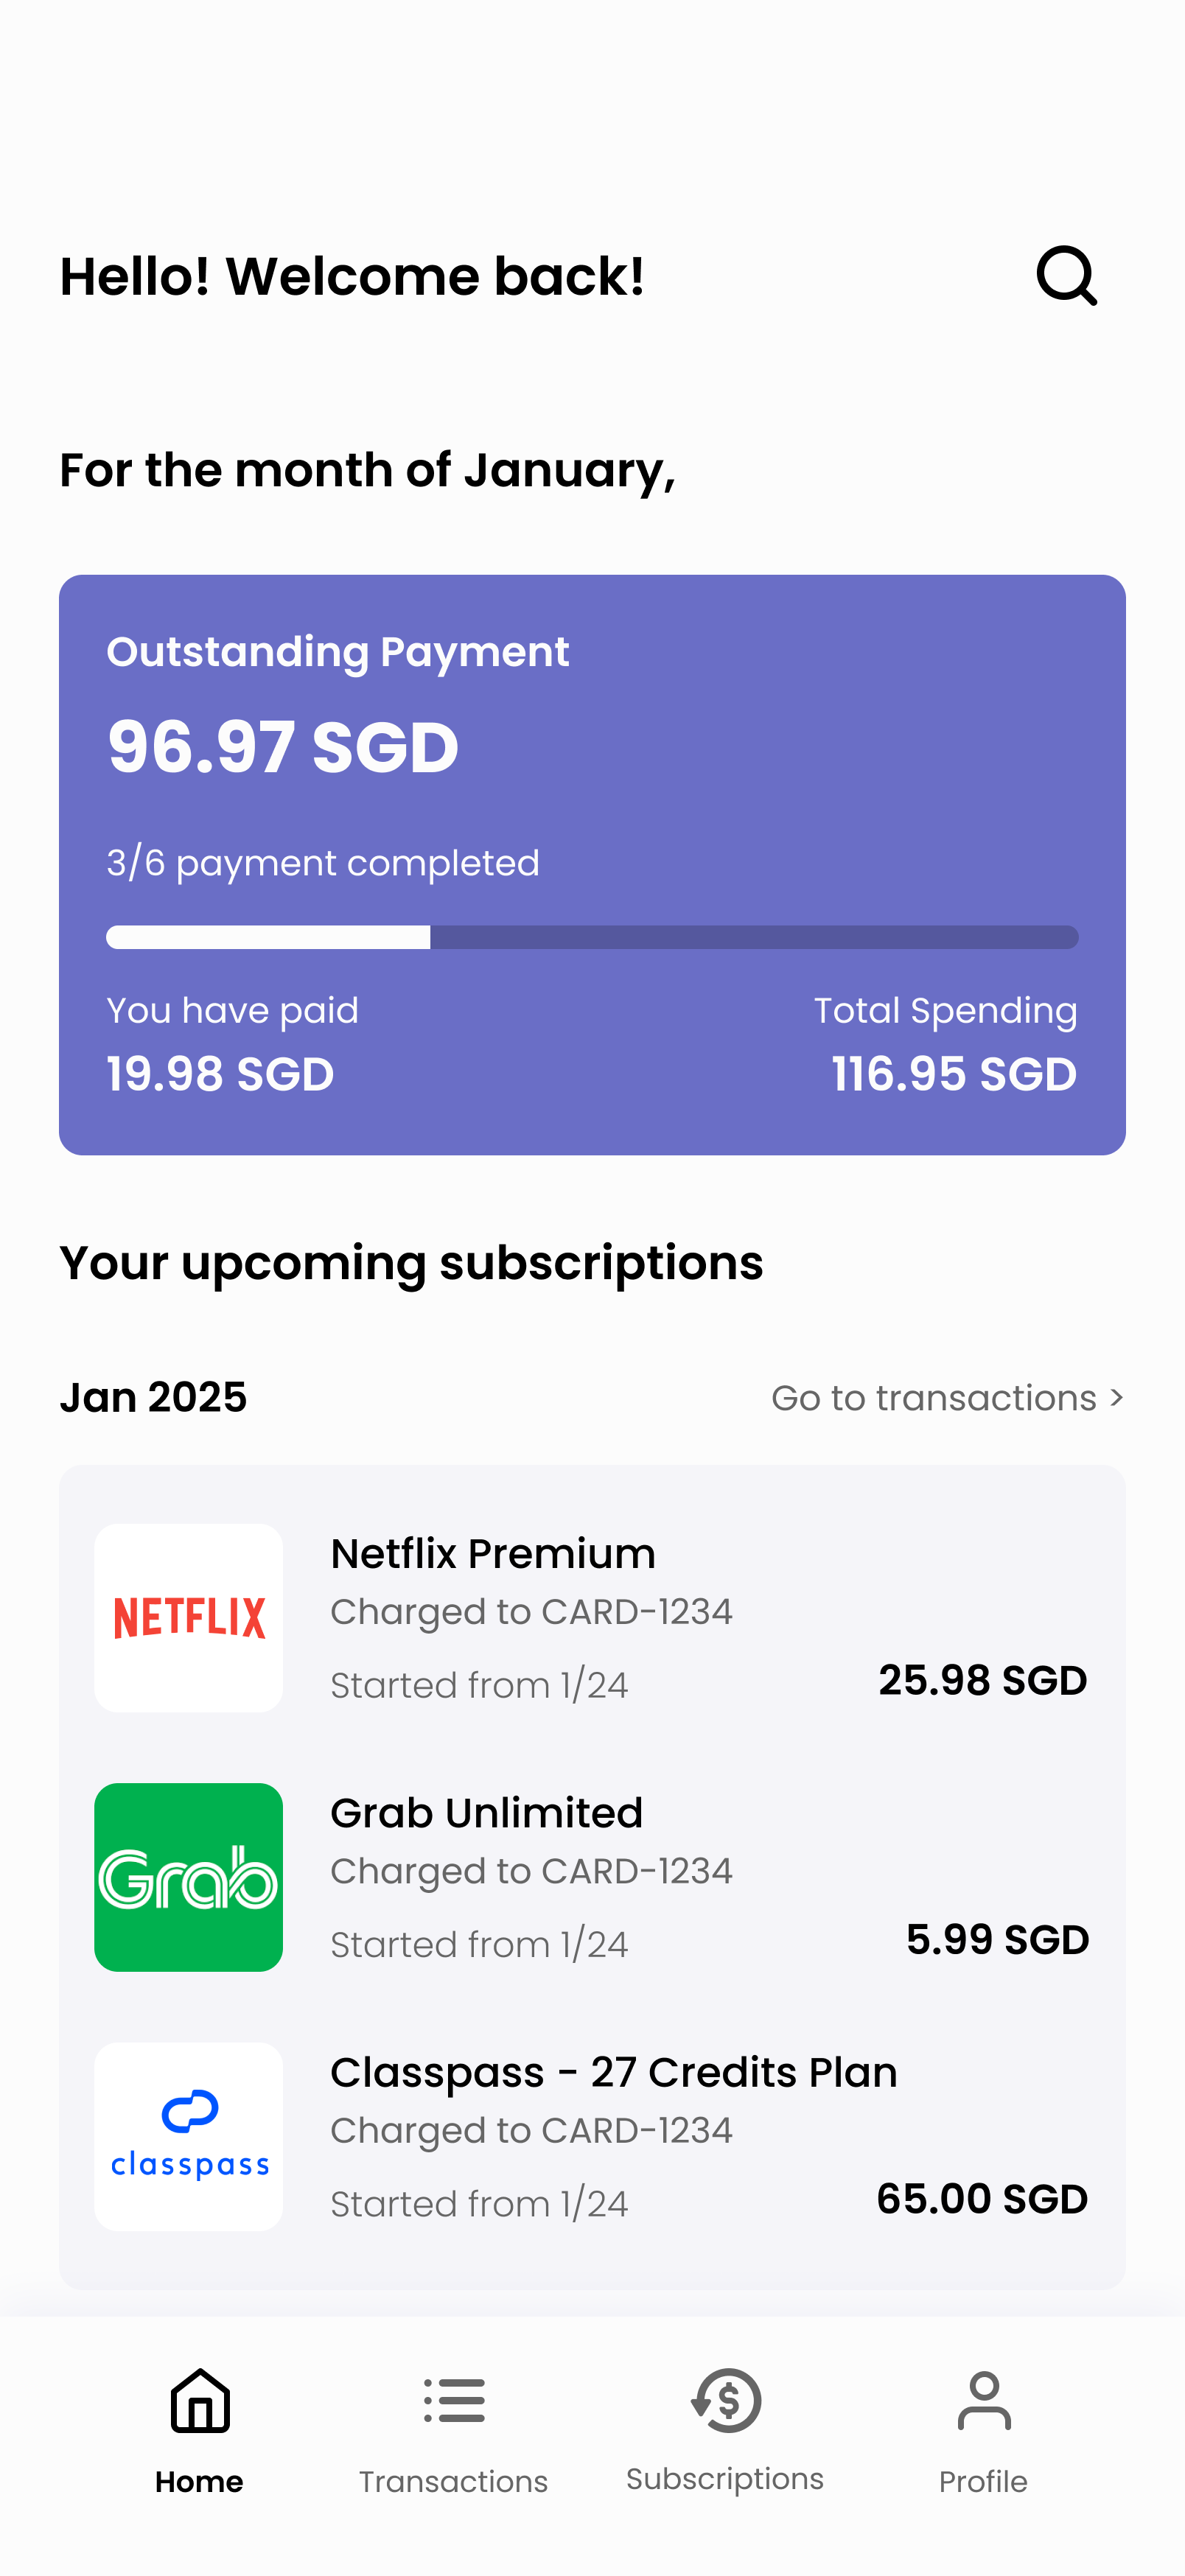 Hello! Welcome back!
For the month of January,
Outstanding Payment
96.97 SGD
3/6 payment completed
You have paid
Total Spending
19.98 SGD
116.95 SGD
Your upcoming subscriptions
Jan 2025
Go to transactions >
NETFLIX
Netflix Premium
Charged to CARD-1234
Started from 1/24
25.98 SGD
Grab
Grab Unlimited
Charged to CARD-1234
Started from 1/24
5.99 SGD
classpass
Classpass - 27 Credits Plan
Charged to CARD-1234
Started from 1/24
65.00 SGD
$
Home
Transactions
Subscriptions
Profile